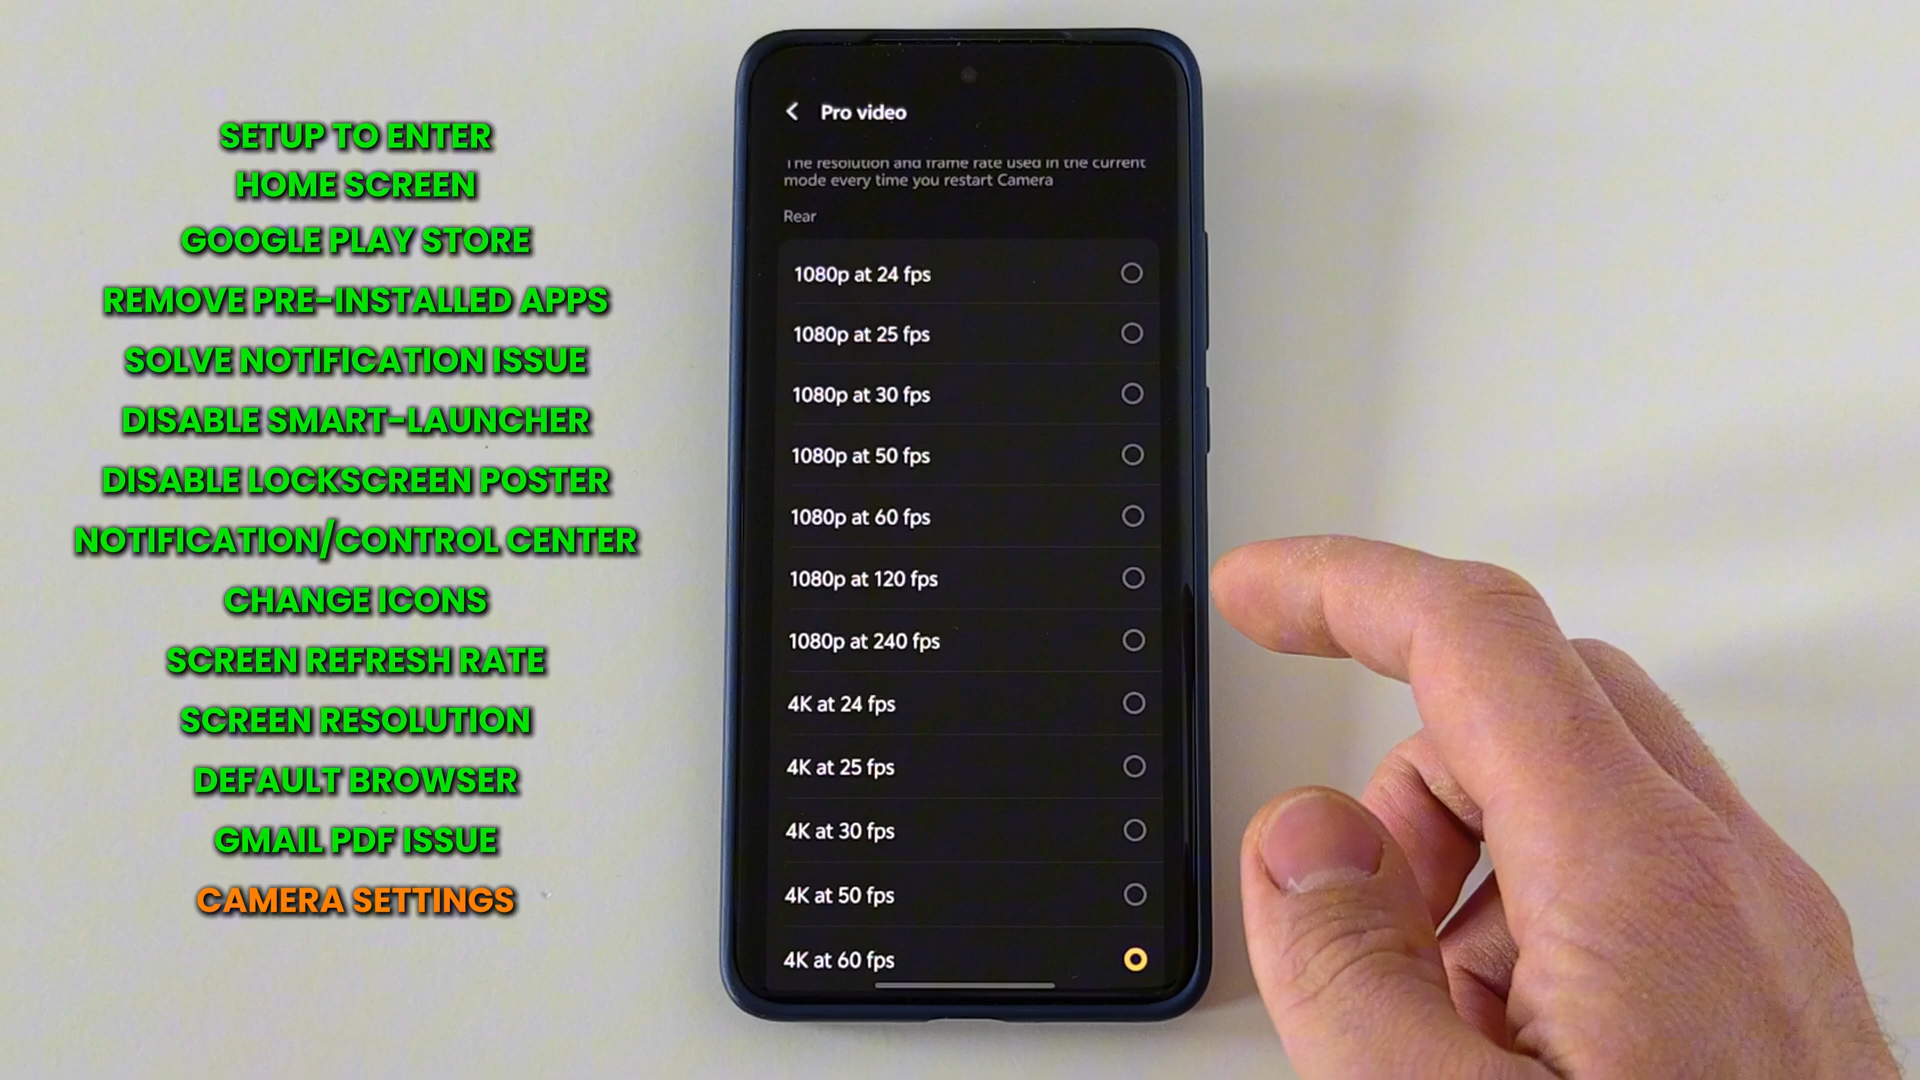 SETUP TO ENTER
HOME SCREEN
GOOGLE PLAY STORE
REMOVE PRE-INSTALLED APPS
SOLVE NOTIFICATION ISSUE
DISABLE SMART-LAUNCHER
DISABLE LOCKSCREEN POSTER
NOTIFICATION/CONTROL CENTER
CHANGE ICONS
SCREEN REFRESH RATE
SCREEN RESOLUTION
DEFAULT BROWSER
GMAIL PDF ISSUE
CAMERA SETTINGS
Pro video
The resolution and frame rate used in the current
mode every time you restart Camera
Rear
1080p at 24 fps
1080p at 25 fps
1080p at 30 fps
1080p at 50 fps
1080p at 60 fps
1080p at 120 fps
1080p at 240 fps
4K at 24 fps
4K at 25 fps
4K at 30 fps
4K at 50 fps
4K at 60 fps